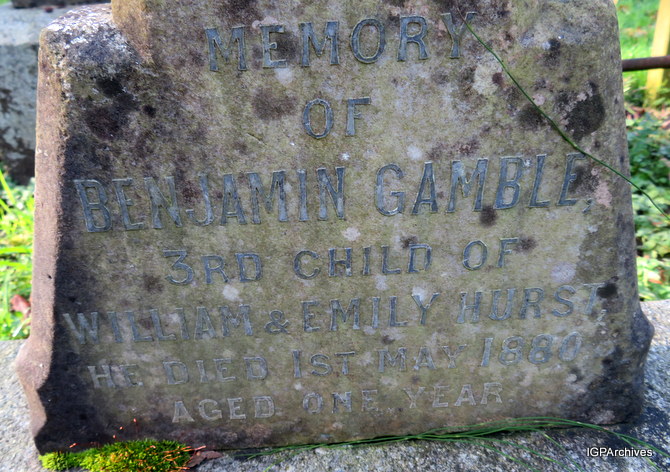 MEMORY
OF
BENJAMIN GAMBLE,
3RD CHILD OF
WILLIAM & EMILY HURST.
HE DIED 1ST MAY 1880
AGED ONE YEAR
IGPArchives